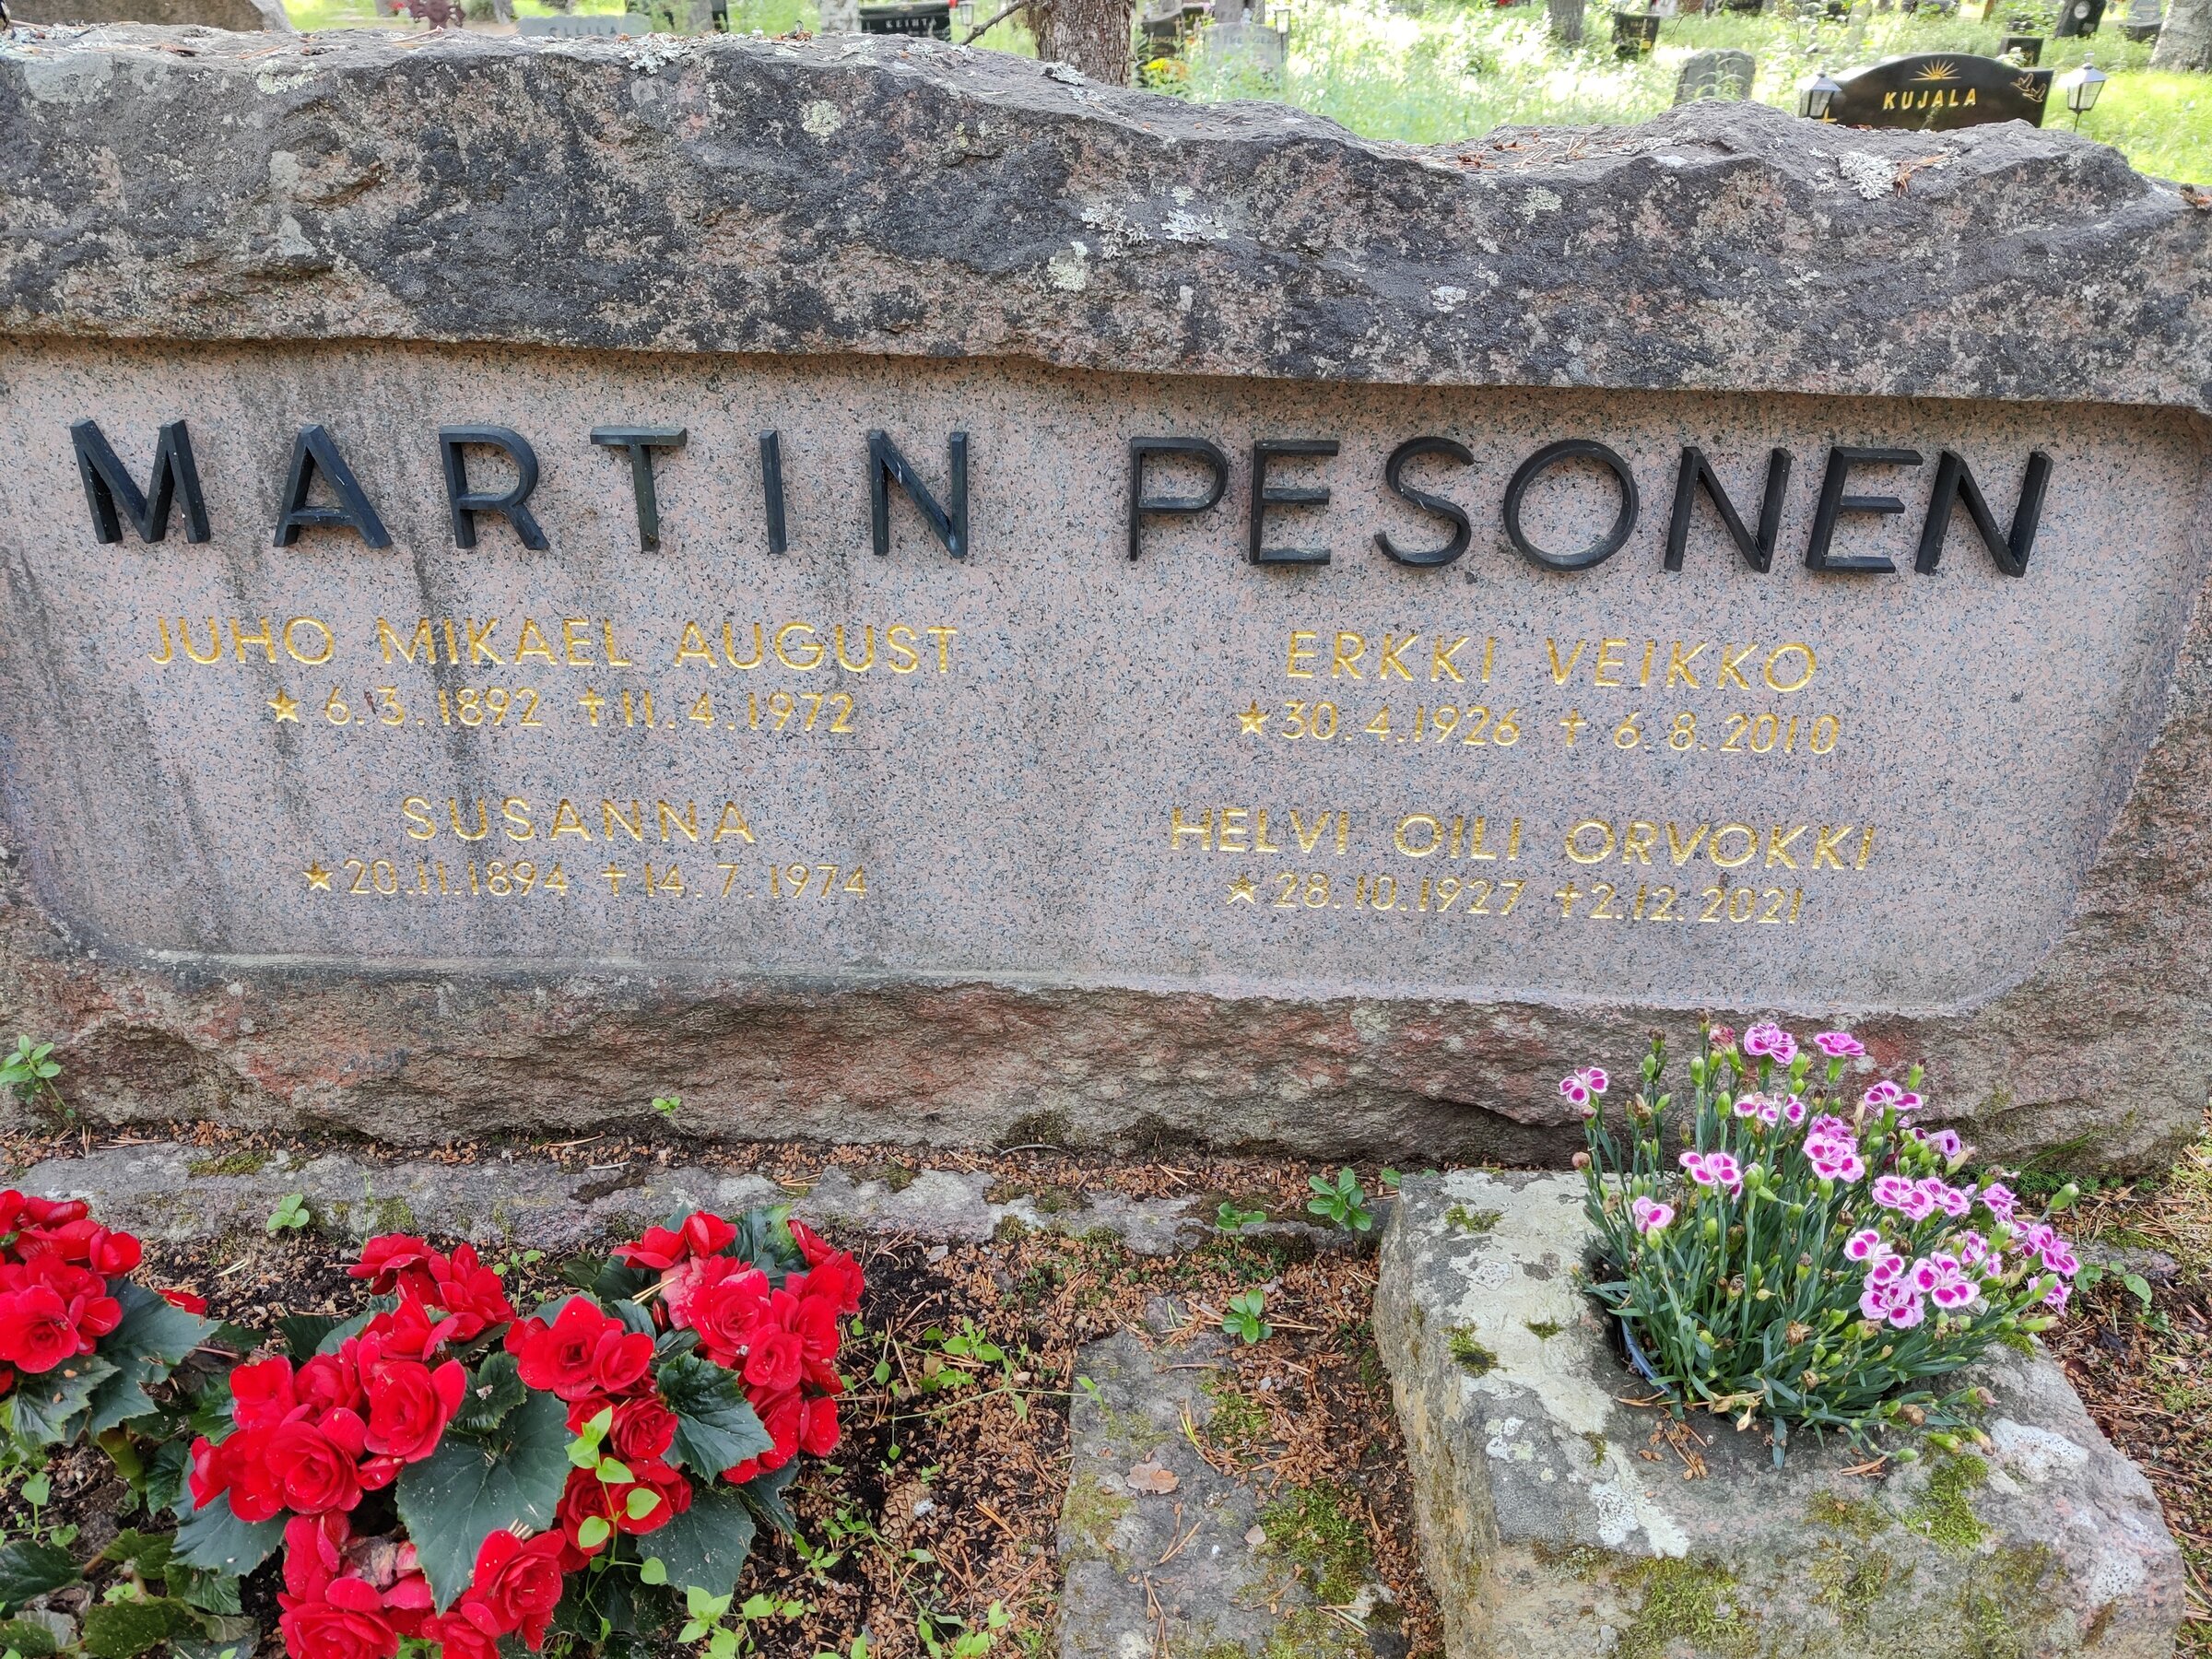 KEINTA
KUJALA
MARTIN PESONEN
JUHO MIKAEL AUGUST
★ 6.3.1892 ✝ 11.4.1972
SUSANNA
★ 20.11.1894 ✝ 14.7.1974
ERKKI VEIKKO
★ 30.4.1926 ✝ 6.8.2010
HELVI OILI ORVOKKI
★ 28.10.1927 ✝ 2.12.2021